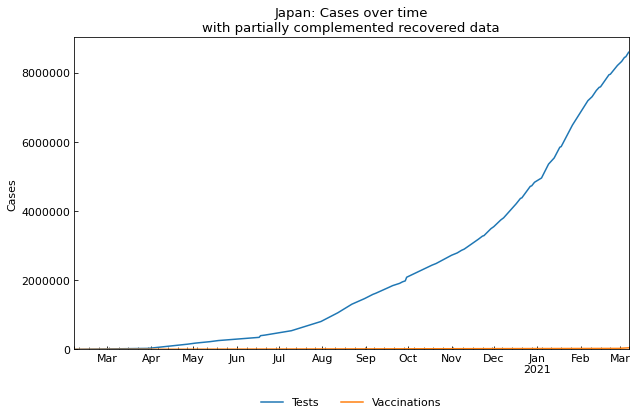 Japan: Cases over time
with partially complemented recovered data
Cases
8000000
6000000
4000000
2000000
0
Mar Apr May Jun Jul Aug Sep Oct Nov Dec Jan Feb Mar
2021
Tests Vaccinations